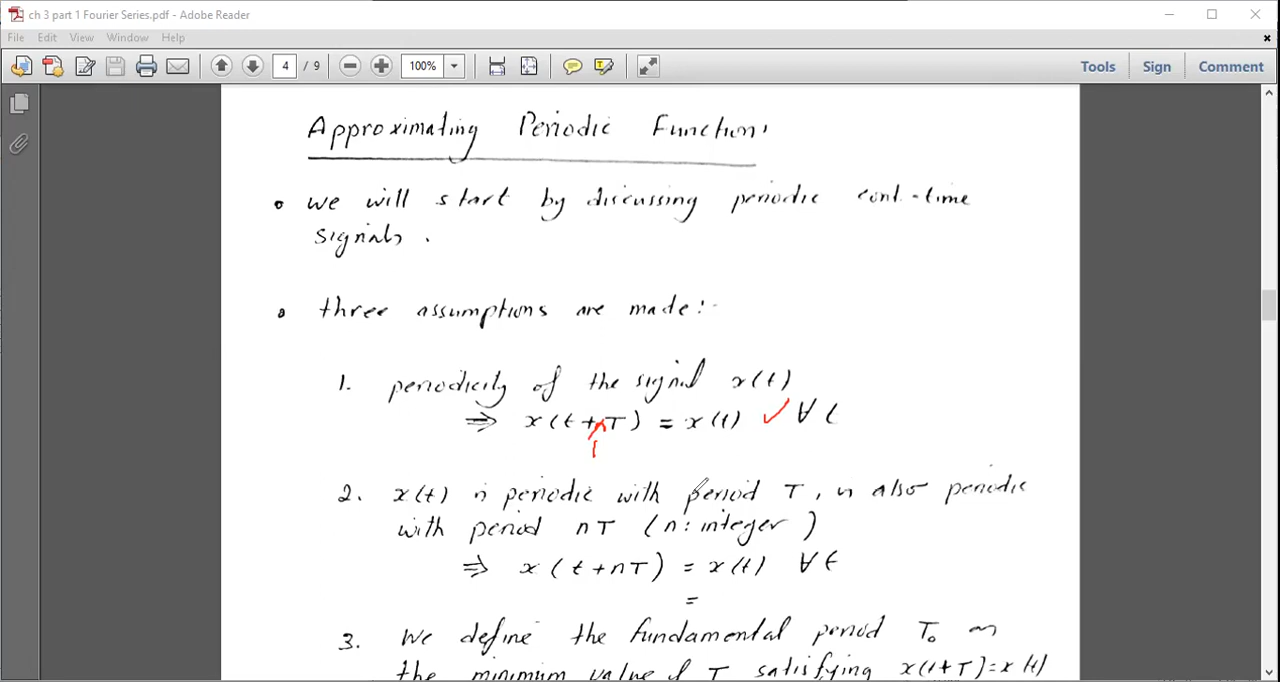 ch 3 part 1 Fourier Series.pdf - Adobe Reader
File Edit View Window Help
4 / 9 100% Tools Sign Comment
Approximating Periodic Functions
we will start by discussing periodic cont.-time
signals.
three assumptions are made:
1. periodicity of the signal x(t)
⇒ x(t+nT) = x(t) ✓ ∀ t
2. x(t) is periodic with period T, is also periodic
with period nT (n: integer)
⇒ x(t+nT) = x(t) ∀ t
=
3. We define the fundamental period T₀ as
the minimum value of T satisfying x(t+T)=x(t)